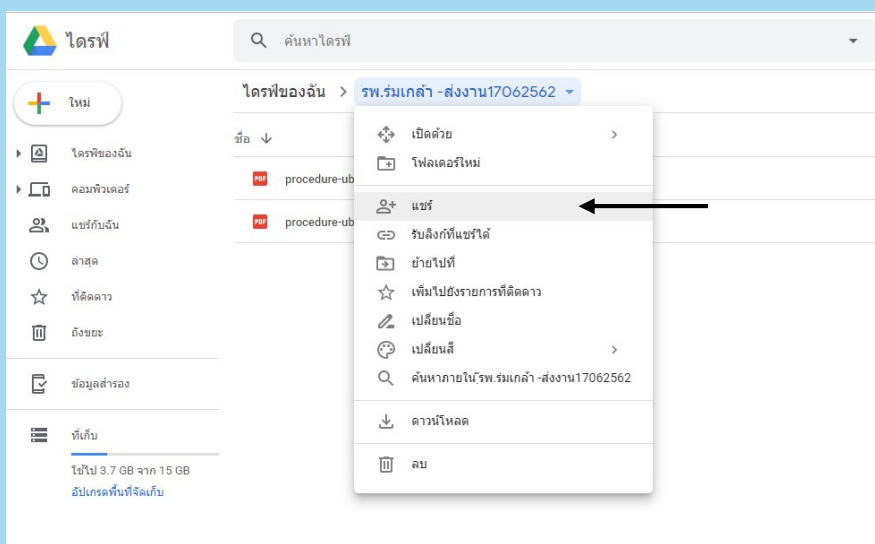 ไดรฟ์
ค้นหาไดรฟ์
ใหม่
ไดรฟ์ของฉัน
คอมพิวเตอร์
แชร์กับฉัน
ล่าสุด
ที่ติดดาว
ถังขยะ
ข้อมูลสำรอง
ที่เก็บ
ใช้ไป 3.7 GB จาก 15 GB
อัปเกรดพื้นที่จัดเก็บ
ไดรฟ์ของฉัน > รพ.ร่มเกล้า -ส่งงาน17062562
ชื่อ
PDF procedure-ub
PDF procedure-ub
เปิดด้วย
โฟลเดอร์ใหม่
แชร์
รับลิงก์ที่แชร์ได้
ย้ายไปที่
เพิ่มไปยังรายการที่ติดดาว
เปลี่ยนชื่อ
เปลี่ยนสี
ค้นหาภายใน รพ.ร่มเกล้า -ส่งงาน17062562
ดาวน์โหลด
ลบ